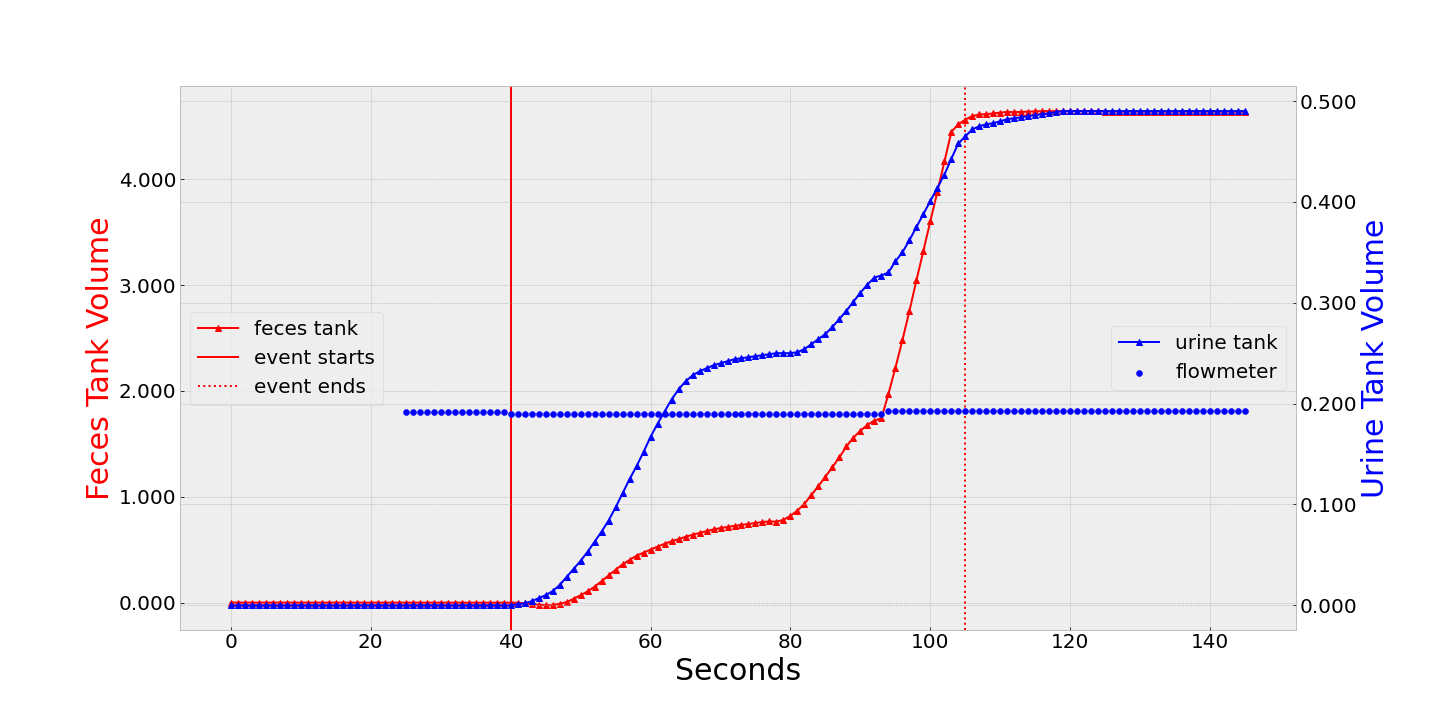 Feces Tank Volume
4.000
3.000
2.000
1.000
0.000
feces tank
event starts
event ends
urine tank
flowmeter
0.500
0.400
0.300
0.200
0.100
0.000
Urine Tank Volume
0 20 40 60 80 100 120 140
Seconds